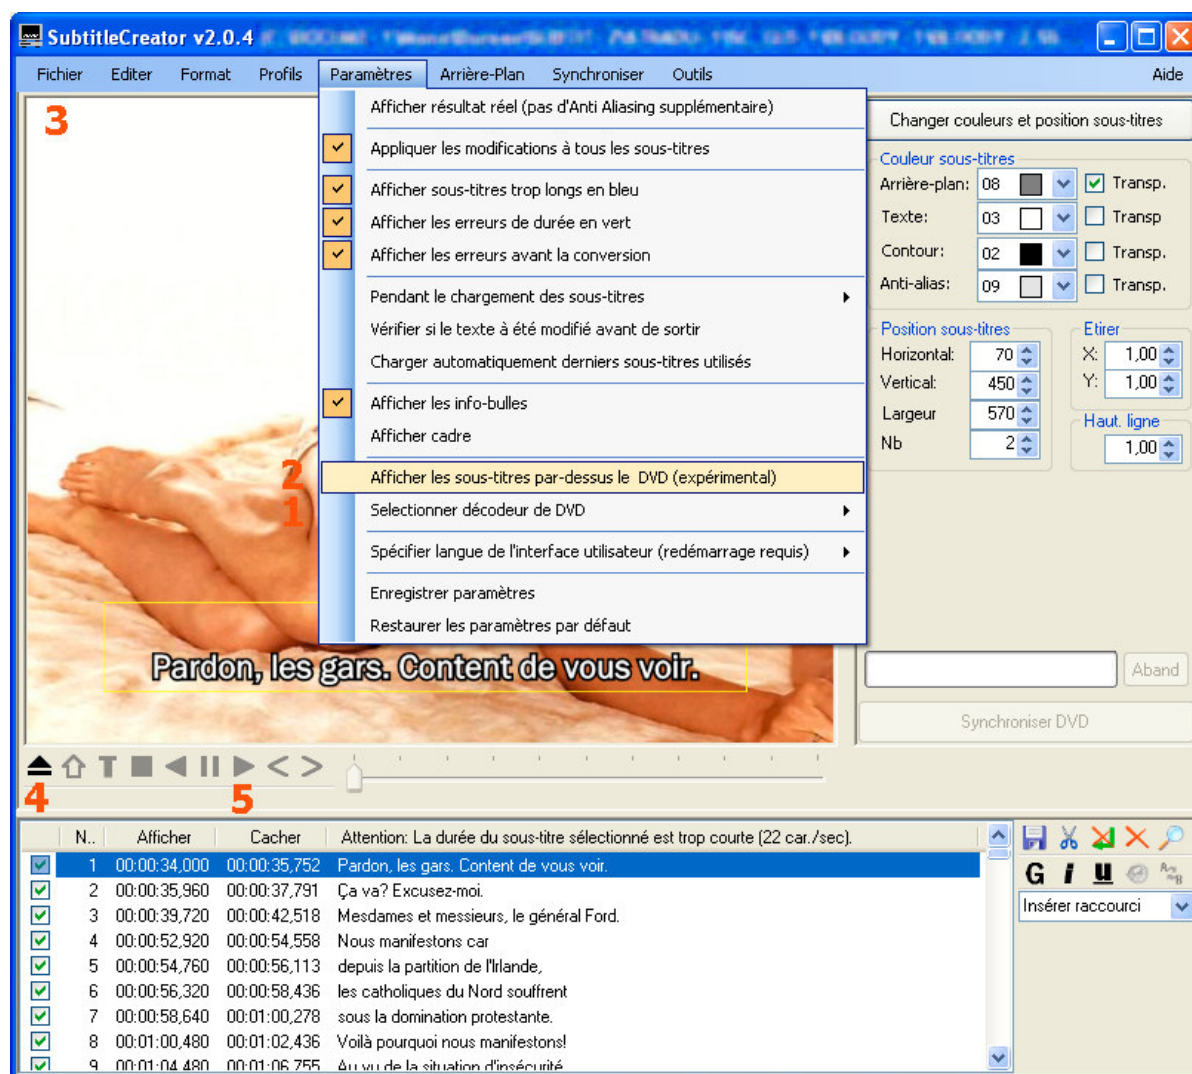 SubtitleCreator v2.0.4
Fichier Editer Format Profils Paramètres Arrière-Plan Synchroniser Outils Aide
3
Afficher résultat réel (pas d'Anti Aliasing supplémentaire)
Appliquer les modifications à tous les sous-titres
Afficher sous-titres trop longs en bleu
Afficher les erreurs de durée en vert
Afficher les erreurs avant la conversion
Pendant le chargement des sous-titres
Vérifier si le texte à été modifié avant de sortir
Charger automatiquement derniers sous-titres utilisés
Afficher les info-bulles
Afficher cadre
2 Afficher les sous-titres par-dessus le DVD (expérimental)
1 Selectionner décodeur de DVD
Spécifier langue de l'interface utilisateur (redémarrage requis)
Enregistrer paramètres
Restaurer les paramètres par défaut
Changer couleurs et position sous-titres
Couleur sous-titres
Arrière-plan: 08 Transp.
Texte: 03 Transp
Contour: 02 Transp.
Anti-alias: 09 Transp.
Position sous-titres
Horizontal: 70
Vertical: 450
Largeur 570
Nb 2
Etirer
X: 1,00
Y: 1,00
Haut. ligne
1,00
Aband
Synchroniser DVD
Pardon, les gars. Content de vous voir.
4 5
N.. Afficher Cacher Attention: La durée du sous-titre sélectionné est trop courte (22 car./sec).
1 00:00:34,000 00:00:35,752 Pardon, les gars. Content de vous voir.
2 00:00:35,960 00:00:37,791 Ça va? Excusez-moi.
3 00:00:39,720 00:00:42,518 Mesdames et messieurs, le général Ford.
4 00:00:52,920 00:00:54,558 Nous manifestons car
5 00:00:54,760 00:00:56,113 depuis la partition de l'Irlande,
6 00:00:56,320 00:00:58,436 les catholiques du Nord souffrent
7 00:00:58,640 00:01:00,278 sous la domination protestante.
8 00:01:00,480 00:01:02,436 Voilà pourquoi nous manifestons!
9 00:01:04,480 00:01:06,755 Au vu de la situation d'insécurité
G i u
Insérer raccourci